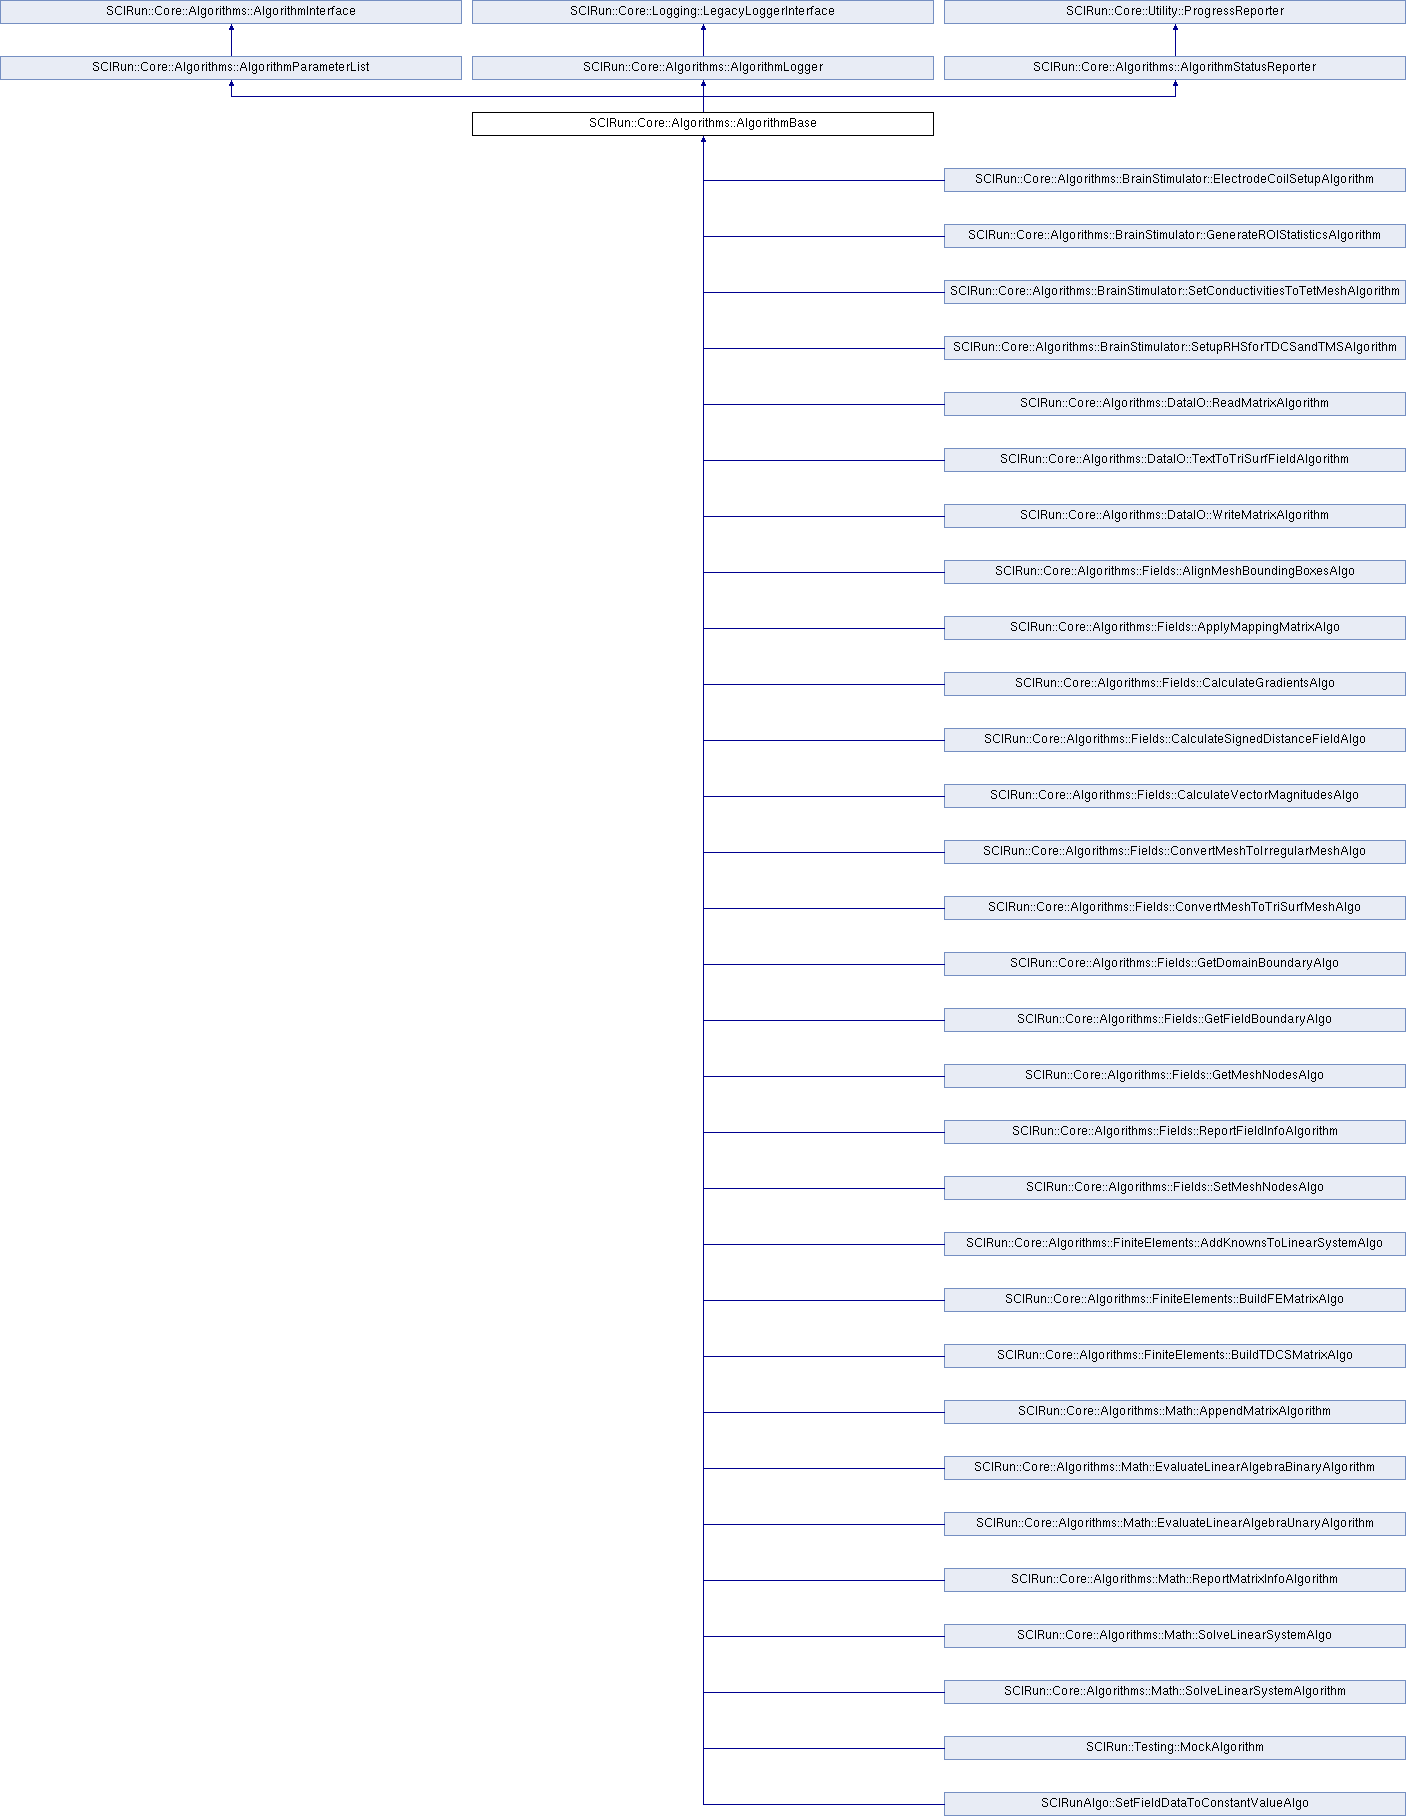 SCIRun::Core::Algorithms::AlgorithmInterface
SCIRun::Core::Logging::LegacyLoggerInterface
SCIRun::Core::Utility::ProgressReporter
SCIRun::Core::Algorithms::AlgorithmParameterList
SCIRun::Core::Algorithms::AlgorithmLogger
SCIRun::Core::Algorithms::AlgorithmStatusReporter
SCIRun::Core::Algorithms::AlgorithmBase
SCIRun::Core::Algorithms::BrainStimulator::ElectrodeCoilSetupAlgorithm
SCIRun::Core::Algorithms::BrainStimulator::GenerateROIStatisticsAlgorithm
SCIRun::Core::Algorithms::BrainStimulator::SetConductivitiesToTetMeshAlgorithm
SCIRun::Core::Algorithms::BrainStimulator::SetupRHSforTDCSandTMSAlgorithm
SCIRun::Core::Algorithms::DataIO::ReadMatrixAlgorithm
SCIRun::Core::Algorithms::DataIO::TextToTriSurfFieldAlgorithm
SCIRun::Core::Algorithms::DataIO::WriteMatrixAlgorithm
SCIRun::Core::Algorithms::Fields::AlignMeshBoundingBoxesAlgo
SCIRun::Core::Algorithms::Fields::ApplyMappingMatrixAlgo
SCIRun::Core::Algorithms::Fields::CalculateGradientsAlgo
SCIRun::Core::Algorithms::Fields::CalculateSignedDistanceFieldAlgo
SCIRun::Core::Algorithms::Fields::CalculateVectorMagnitudesAlgo
SCIRun::Core::Algorithms::Fields::ConvertMeshToIrregularMeshAlgo
SCIRun::Core::Algorithms::Fields::ConvertMeshToTriSurfMeshAlgo
SCIRun::Core::Algorithms::Fields::GetDomainBoundaryAlgo
SCIRun::Core::Algorithms::Fields::GetFieldBoundaryAlgo
SCIRun::Core::Algorithms::Fields::GetMeshNodesAlgo
SCIRun::Core::Algorithms::Fields::ReportFieldInfoAlgorithm
SCIRun::Core::Algorithms::Fields::SetMeshNodesAlgo
SCIRun::Core::Algorithms::FiniteElements::AddKnownsToLinearSystemAlgo
SCIRun::Core::Algorithms::FiniteElements::BuildFEMatrixAlgo
SCIRun::Core::Algorithms::FiniteElements::BuildTDCSMatrixAlgo
SCIRun::Core::Algorithms::Math::AppendMatrixAlgorithm
SCIRun::Core::Algorithms::Math::EvaluateLinearAlgebraBinaryAlgorithm
SCIRun::Core::Algorithms::Math::EvaluateLinearAlgebraUnaryAlgorithm
SCIRun::Core::Algorithms::Math::ReportMatrixInfoAlgorithm
SCIRun::Core::Algorithms::Math::SolveLinearSystemAlgo
SCIRun::Core::Algorithms::Math::SolveLinearSystemAlgorithm
SCIRun::Testing::MockAlgorithm
SCIRunAlgo::SetFieldDataToConstantValueAlgo